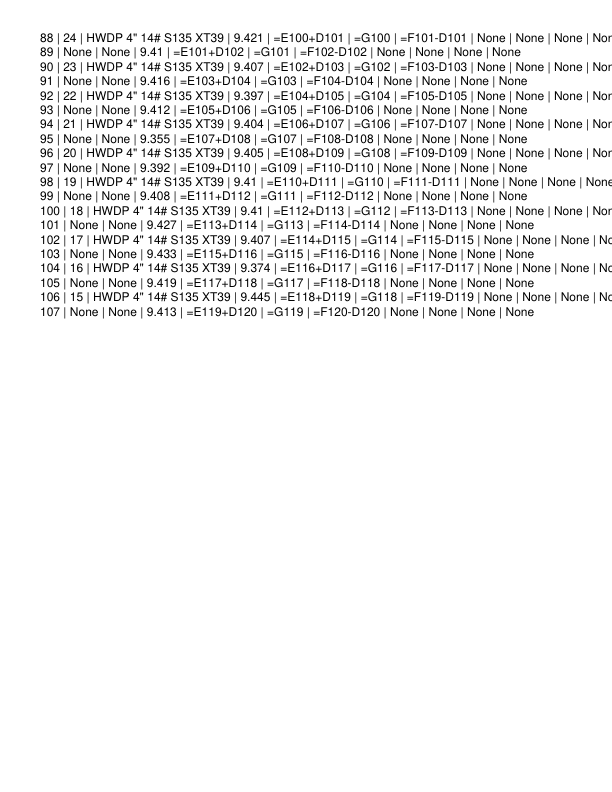 88 | 24 | HWDP 4" 14# S135 XT39 | 9.421 | =E100+D101 | =G100 | =F101-D101 | None | None | None | Non
89 | None | None | 9.41 | =E101+D102 | =G101 | =F102-D102 | None | None | None | None
90 | 23 | HWDP 4" 14# S135 XT39 | 9.407 | =E102+D103 | =G102 | =F103-D103 | None | None | None | Non
91 | None | None | 9.416 | =E103+D104 | =G103 | =F104-D104 | None | None | None | None
92 | 22 | HWDP 4" 14# S135 XT39 | 9.397 | =E104+D105 | =G104 | =F105-D105 | None | None | None | Non
93 | None | None | 9.412 | =E105+D106 | =G105 | =F106-D106 | None | None | None | None
94 | 21 | HWDP 4" 14# S135 XT39 | 9.404 | =E106+D107 | =G106 | =F107-D107 | None | None | None | Non
95 | None | None | 9.355 | =E107+D108 | =G107 | =F108-D108 | None | None | None | None
96 | 20 | HWDP 4" 14# S135 XT39 | 9.405 | =E108+D109 | =G108 | =F109-D109 | None | None | None | Non
97 | None | None | 9.392 | =E109+D110 | =G109 | =F110-D110 | None | None | None | None
98 | 19 | HWDP 4" 14# S135 XT39 | 9.41 | =E110+D111 | =G110 | =F111-D111 | None | None | None | None
99 | None | None | 9.408 | =E111+D112 | =G111 | =F112-D112 | None | None | None | None
100 | 18 | HWDP 4" 14# S135 XT39 | 9.41 | =E112+D113 | =G112 | =F113-D113 | None | None | None | Non
101 | None | None | 9.427 | =E113+D114 | =G113 | =F114-D114 | None | None | None | None
102 | 17 | HWDP 4" 14# S135 XT39 | 9.407 | =E114+D115 | =G114 | =F115-D115 | None | None | None | No
103 | None | None | 9.433 | =E115+D116 | =G115 | =F116-D116 | None | None | None | None
104 | 16 | HWDP 4" 14# S135 XT39 | 9.374 | =E116+D117 | =G116 | =F117-D117 | None | None | None | No
105 | None | None | 9.419 | =E117+D118 | =G117 | =F118-D118 | None | None | None | None
106 | 15 | HWDP 4" 14# S135 XT39 | 9.445 | =E118+D119 | =G118 | =F119-D119 | None | None | None | No
107 | None | None | 9.413 | =E119+D120 | =G119 | =F120-D120 | None | None | None | None